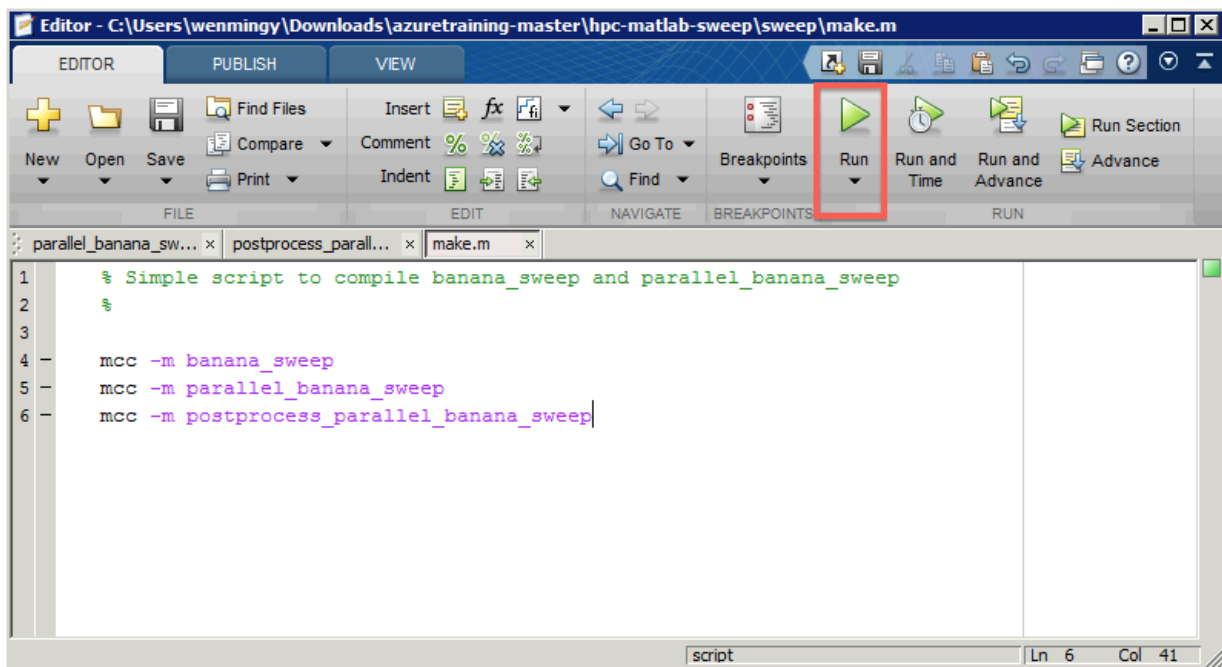 Editor - C:\Users\wenmingy\Downloads\azuretraining-master\hpc-matlab-sweep\sweep\make.m
EDITOR PUBLISH VIEW
New Open Save
Find Files
Compare
Print
FILE
Insert fx fi
Comment
Indent
EDIT
Go To
Find
NAVIGATE
Breakpoints
BREAKPOINTS
Run
Run and Time
Run and Advance
Run Section
Advance
RUN
parallel_banana_sw... × postprocess_parall... × make.m ×
1 % Simple script to compile banana_sweep and parallel_banana_sweep
2 %
3
4 – mcc -m banana_sweep
5 – mcc -m parallel_banana_sweep
6 – mcc -m postprocess_parallel_banana_sweep
script Ln 6 Col 41